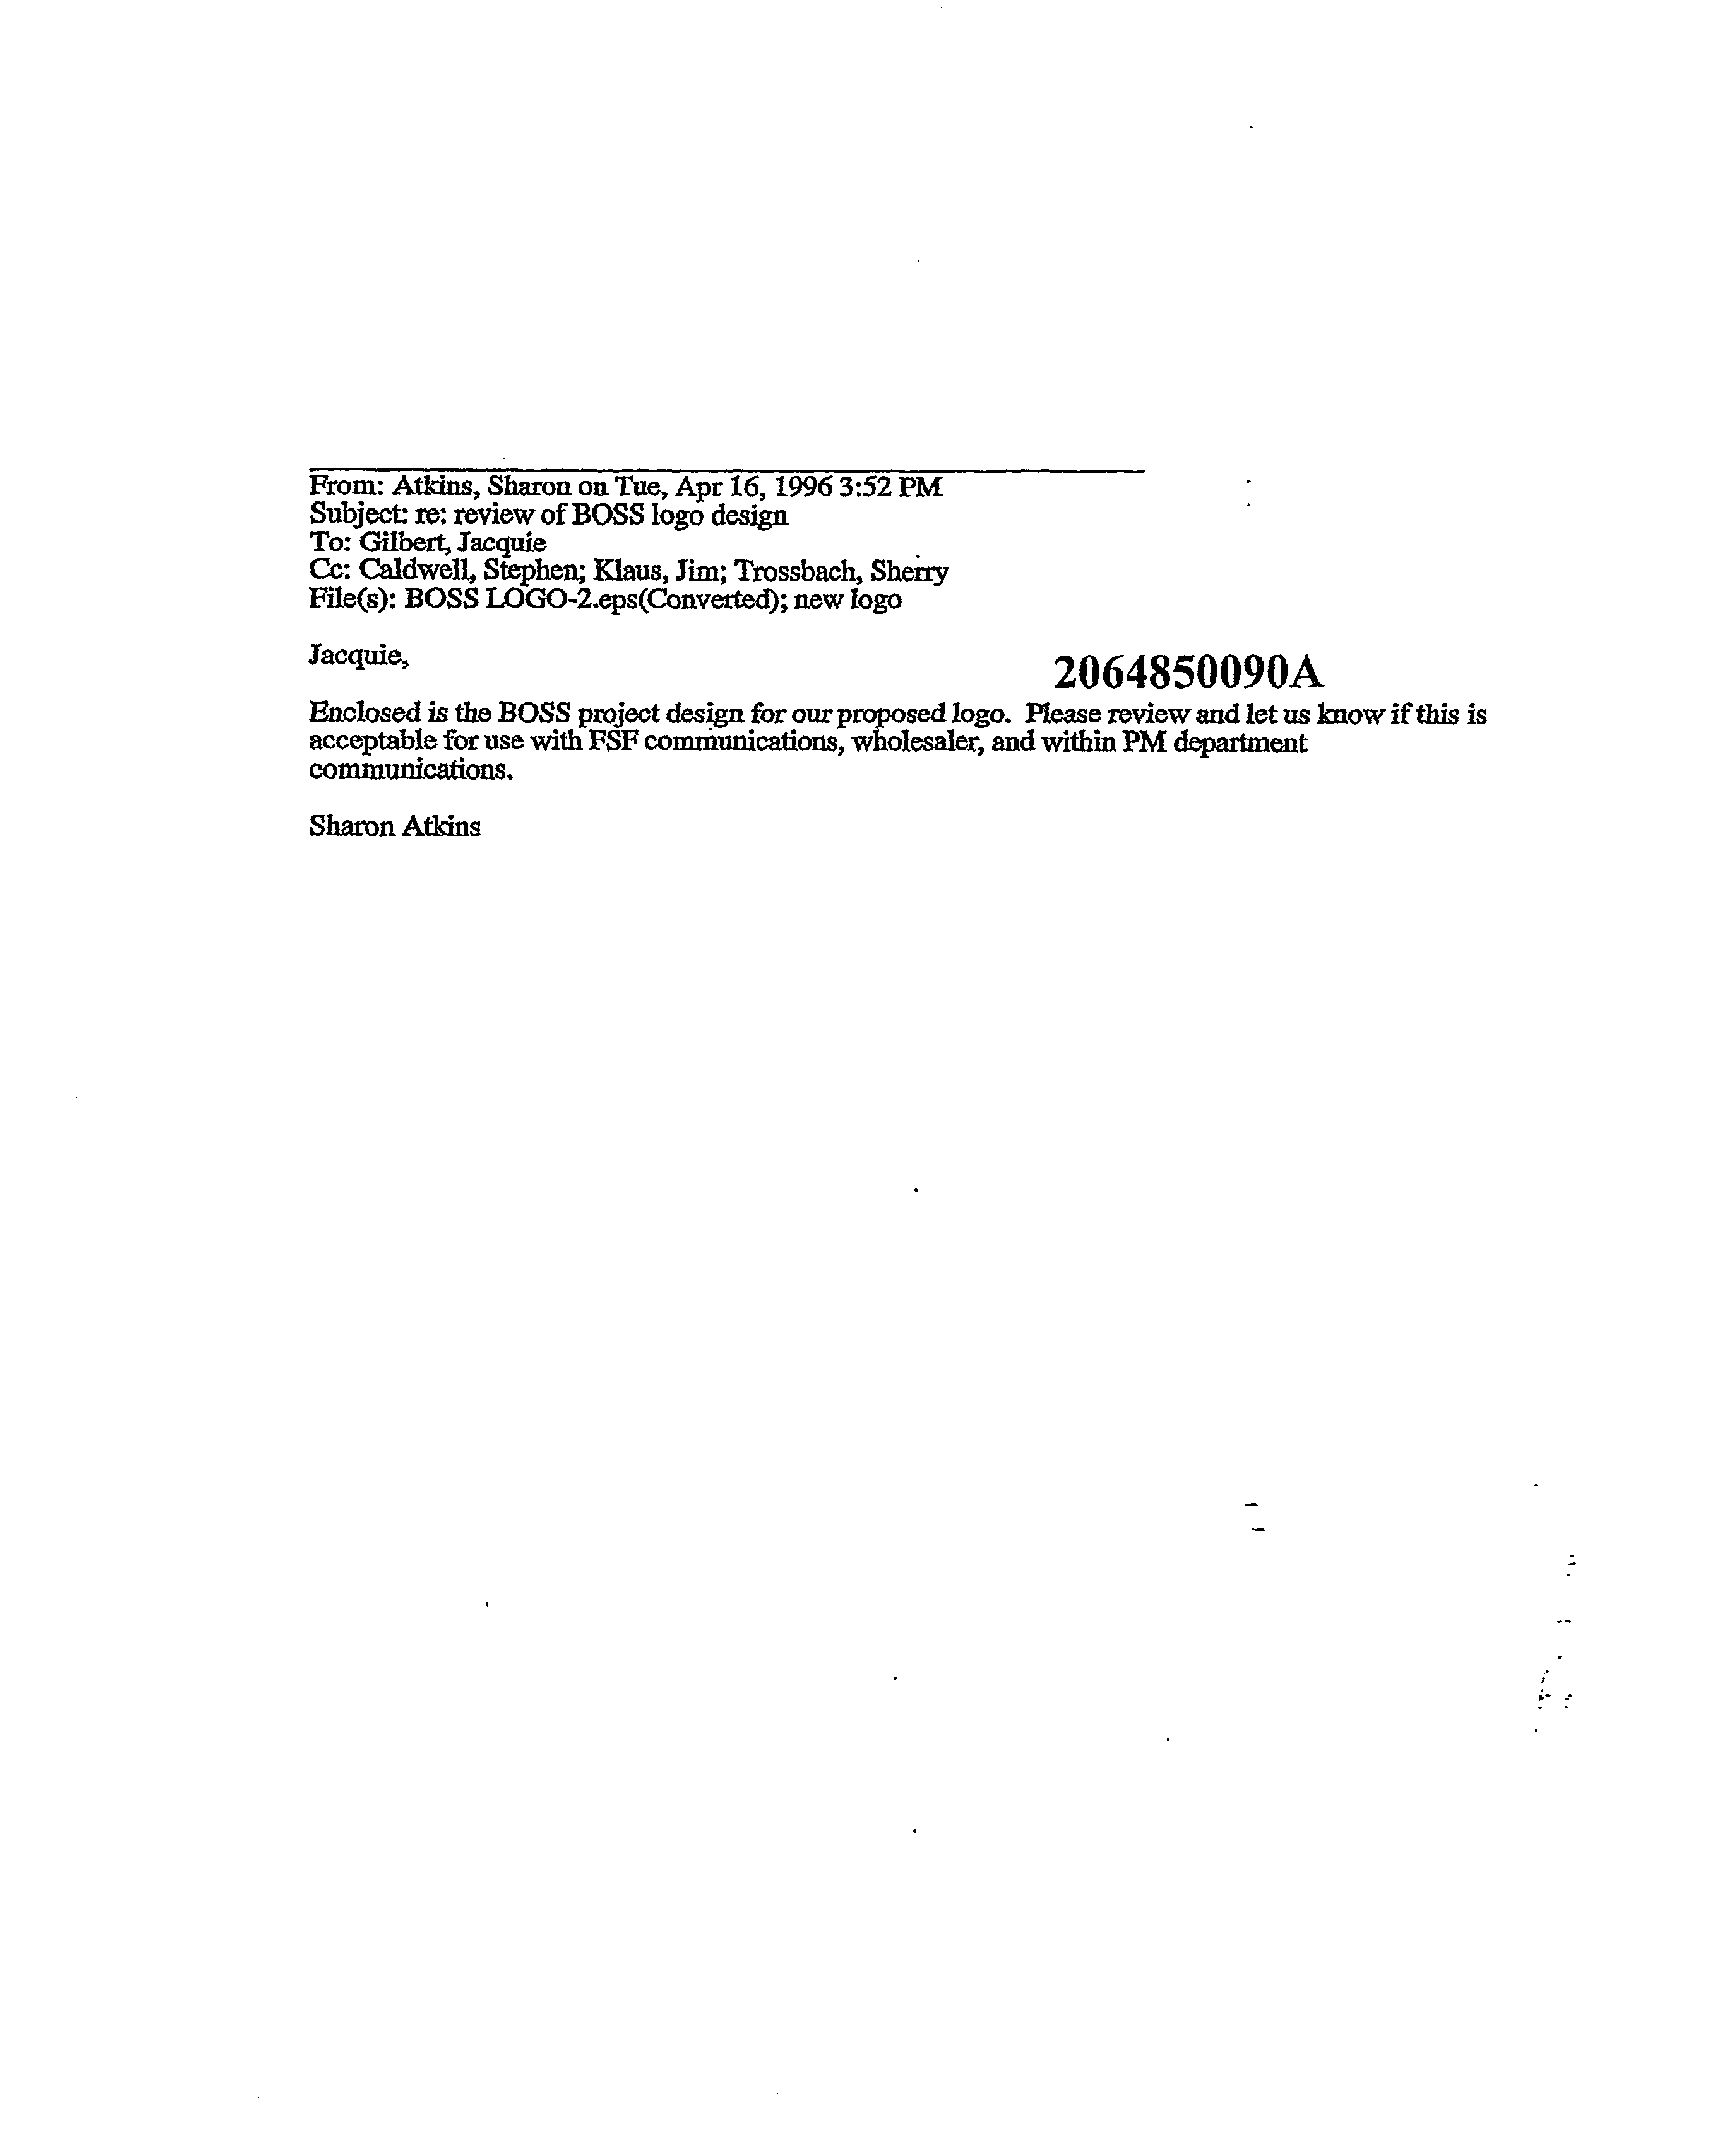 From: Atkins, Sharon on Tue, Apr 16, 1996 3:52 PM
Subject: re: review of BOSS logo design
To: Gilbert, Jacquie
Cc: Caldwell, Stephen; Klaus, Jim; Trossbach, Sherry
File(s): BOSS LOGO-2.eps(Converted); new logo
Jacquie,
2064850090A
Enclosed is the BOSS project design for our proposed logo.  Please review and let us know if this is
acceptable for use with FSF communications, wholesaler, and within PM department
communications.
Sharon Atkins